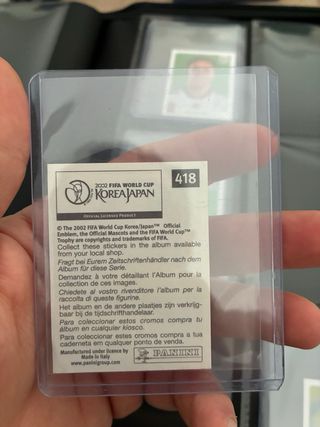 2002 FIFA WORLD CUP
KOREAJAPAN
418
OFFICIAL LICENSED PRODUCT
© The 2002 FIFA World Cup Korea/Japan™ Official
Emblem, the Official Mascots and the FIFA World Cup™
Trophy are copyrights and trademarks of FIFA.
Collect these stickers in the album available
from your local shop.
Fragt bei Eurem Zeitschriftenhändler nach dem
Album für diese Serie.
Demandez à votre détaillant l'Album pour la
collection de ces images.
Chiedete al vostro rivenditore l'album per la
raccolta di queste figurine.
Het album en de andere plaatjes zijn verkrijg-
baar bij de tijdschrifthandelaar.
Para coleccionar estos cromos compra tu
álbum en cualquier kiosco.
Para coleccionar estes cromos compra a tua
caderneta em qualquer ponto de venda.
Manufactured under licence by
Made in Italy
www.paninigroup.com
PANINI